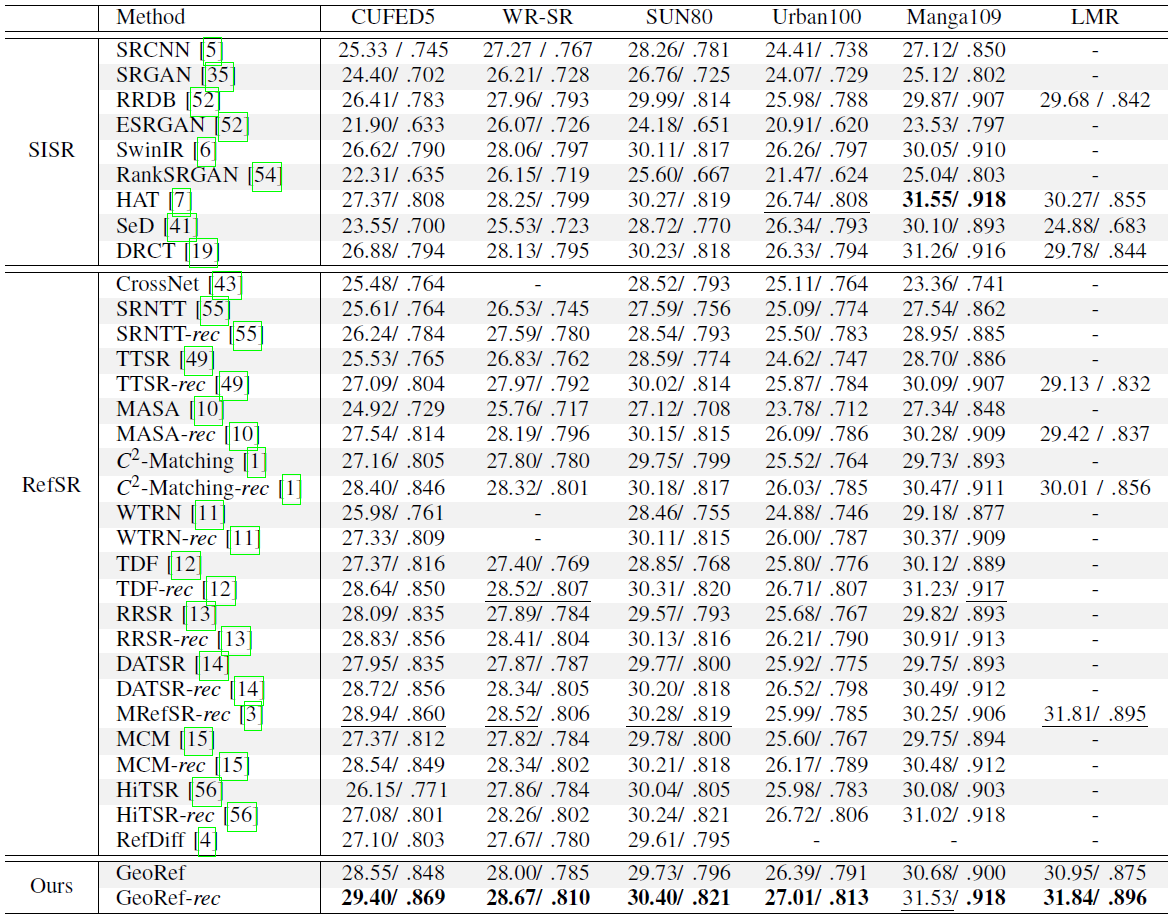 Method CUFED5 WR-SR SUN80 Urban100 Manga109 LMR
SRCNN [5] 25.33 / .745 27.27 / .767 28.26/ .781 24.41/ .738 27.12/ .850 -
SRGAN [35] 24.40/ .702 26.21/ .728 26.76/ .725 24.07/ .729 25.12/ .802 -
RRDB [52] 26.41/ .783 27.96/ .793 29.99/ .814 25.98/ .788 29.87/ .907 29.68 / .842
ESRGAN [52] 21.90/ .633 26.07/ .726 24.18/ .651 20.91/ .620 23.53/ .797 -
SISR SwinIR [6] 26.62/ .790 28.06/ .797 30.11/ .817 26.26/ .797 30.05/ .910 -
RankSRGAN [54] 22.31/ .635 26.15/ .719 25.60/ .667 21.47/ .624 25.04/ .803 -
HAT [7] 27.37/ .808 28.25/ .799 30.27/ .819 26.74/ .808 31.55/ .918 30.27/ .855
SeD [41] 23.55/ .700 25.53/ .723 28.72/ .770 26.34/ .793 30.10/ .893 24.88/ .683
DRCT [19] 26.88/ .794 28.13/ .795 30.23/ .818 26.33/ .794 31.26/ .916 29.78/ .844
CrossNet [43] 25.48/ .764 - 28.52/ .793 25.11/ .764 23.36/ .741 -
SRNTT [55] 25.61/ .764 26.53/ .745 27.59/ .756 25.09/ .774 27.54/ .862 -
SRNTT-rec [55] 26.24/ .784 27.59/ .780 28.54/ .793 25.50/ .783 28.95/ .885 -
TTSR [49] 25.53/ .765 26.83/ .762 28.59/ .774 24.62/ .747 28.70/ .886 -
TTSR-rec [49] 27.09/ .804 27.97/ .792 30.02/ .814 25.87/ .784 30.09/ .907 29.13 / .832
MASA [10] 24.92/ .729 25.76/ .717 27.12/ .708 23.78/ .712 27.34/ .848 -
MASA-rec [10] 27.54/ .814 28.19/ .796 30.15/ .815 26.09/ .786 30.28/ .909 29.42 / .837
C²-Matching [1] 27.16/ .805 27.80/ .780 29.75/ .799 25.52/ .764 29.73/ .893 -
RefSR C²-Matching-rec [1] 28.40/ .846 28.32/ .801 30.18/ .817 26.03/ .785 30.47/ .911 30.01 / .856
WTRN [11] 25.98/ .761 - 28.46/ .755 24.88/ .746 29.18/ .877 -
WTRN-rec [11] 27.33/ .809 - 30.11/ .815 26.00/ .787 30.37/ .909 -
TDF [12] 27.37/ .816 27.40/ .769 28.85/ .768 25.80/ .776 30.12/ .889 -
TDF-rec [12] 28.64/ .850 28.52/ .807 30.31/ .820 26.71/ .807 31.23/ .917 -
RRSR [13] 28.09/ .835 27.89/ .784 29.57/ .793 25.68/ .767 29.82/ .893 -
RRSR-rec [13] 28.83/ .856 28.41/ .804 30.13/ .816 26.21/ .790 30.91/ .913 -
DATSR [14] 27.95/ .835 27.87/ .787 29.77/ .800 25.92/ .775 29.75/ .893 -
DATSR-rec [14] 28.72/ .856 28.34/ .805 30.20/ .818 26.52/ .798 30.49/ .912 -
MRefSR-rec [3] 28.94/ .860 28.52/ .806 30.28/ .819 25.99/ .785 30.25/ .906 31.81/ .895
MCM [15] 27.37/ .812 27.82/ .784 29.78/ .800 25.60/ .767 29.75/ .894 -
MCM-rec [15] 28.54/ .849 28.34/ .802 30.21/ .818 26.17/ .789 30.48/ .912 -
HiTSR [56] 26.15/ .771 27.86/ .784 30.04/ .805 25.98/ .783 30.08/ .903 -
HiTSR-rec [56] 27.08/ .801 28.26/ .802 30.24/ .821 26.72/ .806 31.02/ .918 -
RefDiff [4] 27.10/ .803 27.67/ .780 29.61/ .795 - - -
GeoRef 28.55/ .848 28.00/ .785 29.73/ .796 26.39/ .791 30.68/ .900 30.95/ .875
Ours GeoRef-rec 29.40/ .869 28.67/ .810 30.40/ .821 27.01/ .813 31.53/ .918 31.84/ .896